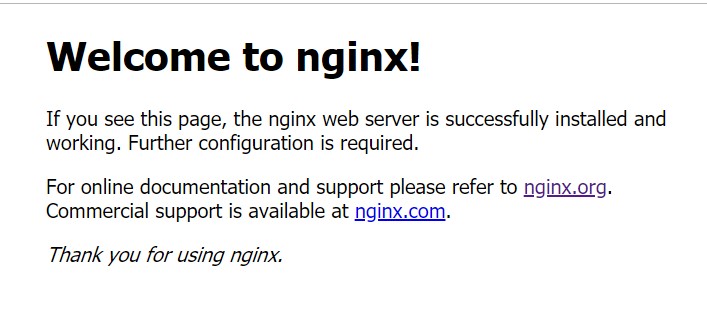 Welcome to nginx!
If you see this page, the nginx web server is successfully installed and
working. Further configuration is required.
For online documentation and support please refer to nginx.org.
Commercial support is available at nginx.com.
Thank you for using nginx.